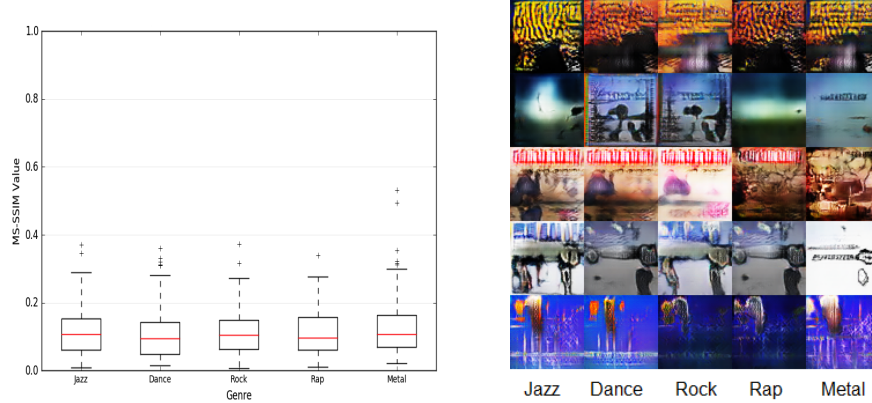 1.0
0.8
0.6
0.4
0.2
0.0
MS-SSIM Value
Jazz Dance Rock Rap Metal
Genre
Jazz Dance Rock Rap Metal